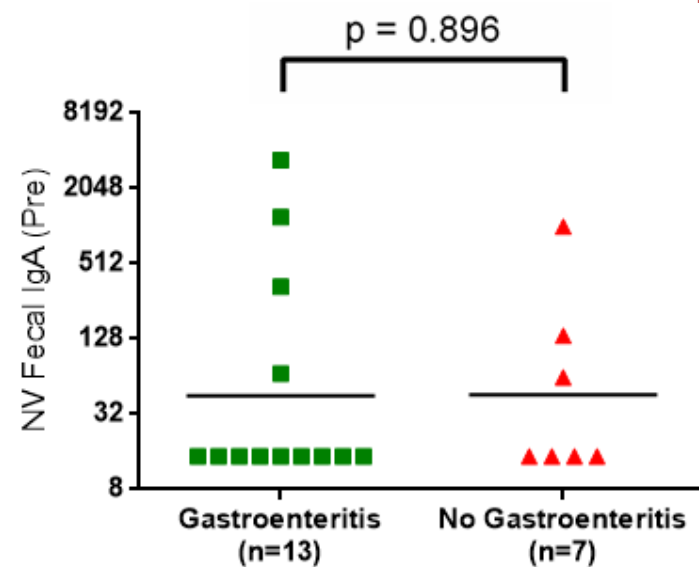 p = 0.896
8192
2048
512
128
32
8
NV Fecal IgA (Pre)
Gastroenteritis
(n=13)
No Gastroenteritis
(n=7)